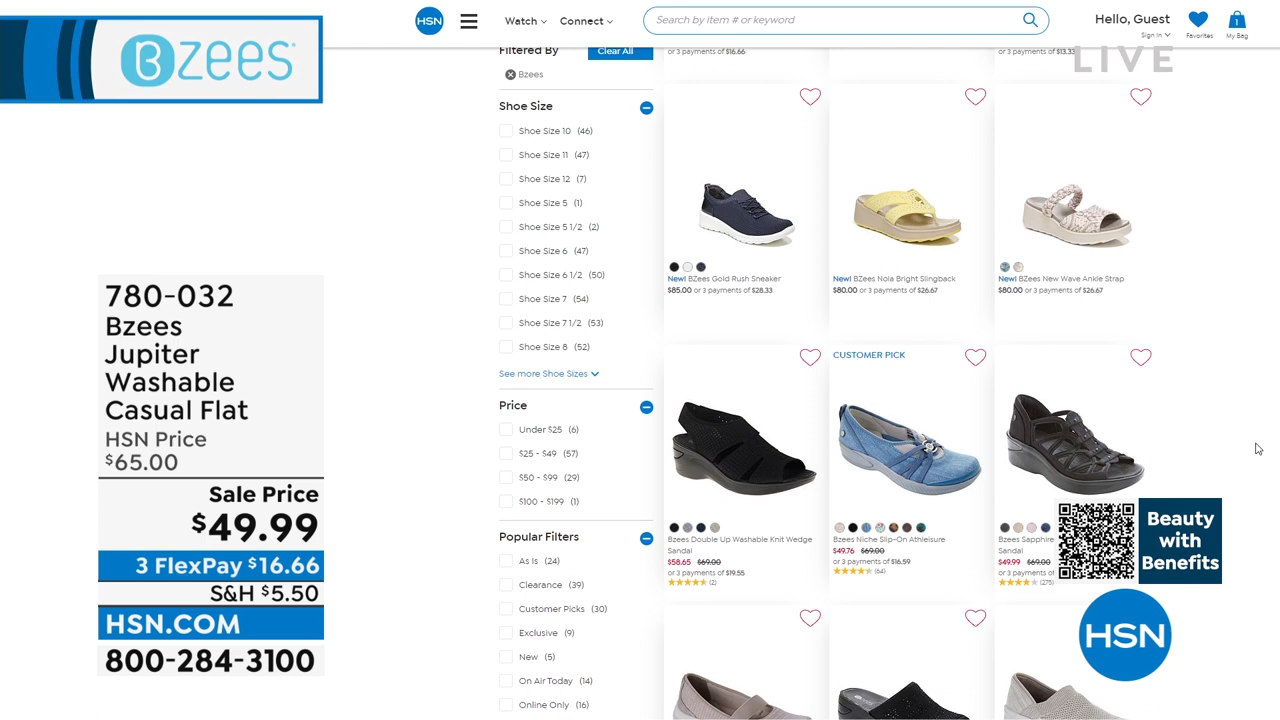 Bzees
HSN
Watch
Connect
Search by item # or keyword
Hello, Guest
Sign In
Favorites
1
My Bag
LIVE
Filtered By
Clear All
Bzees
or 3 payments of $16.66
or 3 payments of $13.33
Shoe Size
Shoe Size 10 (46)
Shoe Size 11 (47)
Shoe Size 12 (7)
Shoe Size 5 (1)
Shoe Size 5 1/2 (2)
Shoe Size 6 (47)
Shoe Size 6 1/2 (50)
Shoe Size 7 (54)
Shoe Size 7 1/2 (53)
Shoe Size 8 (52)
See more Shoe Sizes
Price
Under $25 (6)
$25 - $49 (57)
$50 - $99 (29)
$100 - $199 (1)
Popular Filters
As Is (24)
Clearance (39)
Customer Picks (30)
Exclusive (9)
New (5)
On Air Today (14)
Online Only (16)
New! BZees Gold Rush Sneaker
$85.00 or 3 payments of $28.33
New! BZees Nola Bright Slingback
$80.00 or 3 payments of $26.67
New! BZees New Wave Ankle Strap
$80.00 or 3 payments of $26.67
CUSTOMER PICK
Bzees Double Up Washable Knit Wedge
Sandal
$58.65 $69.00
or 3 payments of $19.55
(2)
Bzees Niche Slip-On Athleisure
$49.76 $69.00
or 3 payments of $16.59
(64)
Bzees Sapphire
Sandal
$49.99 $69.00
or 3 payments of
(275)
780-032
Bzees
Jupiter
Washable
Casual Flat
HSN Price
$65.00
Sale Price
$49.99
3 FlexPay $16.66
S&H $5.50
HSN.COM
800-284-3100
Beauty
with
Benefits
HSN